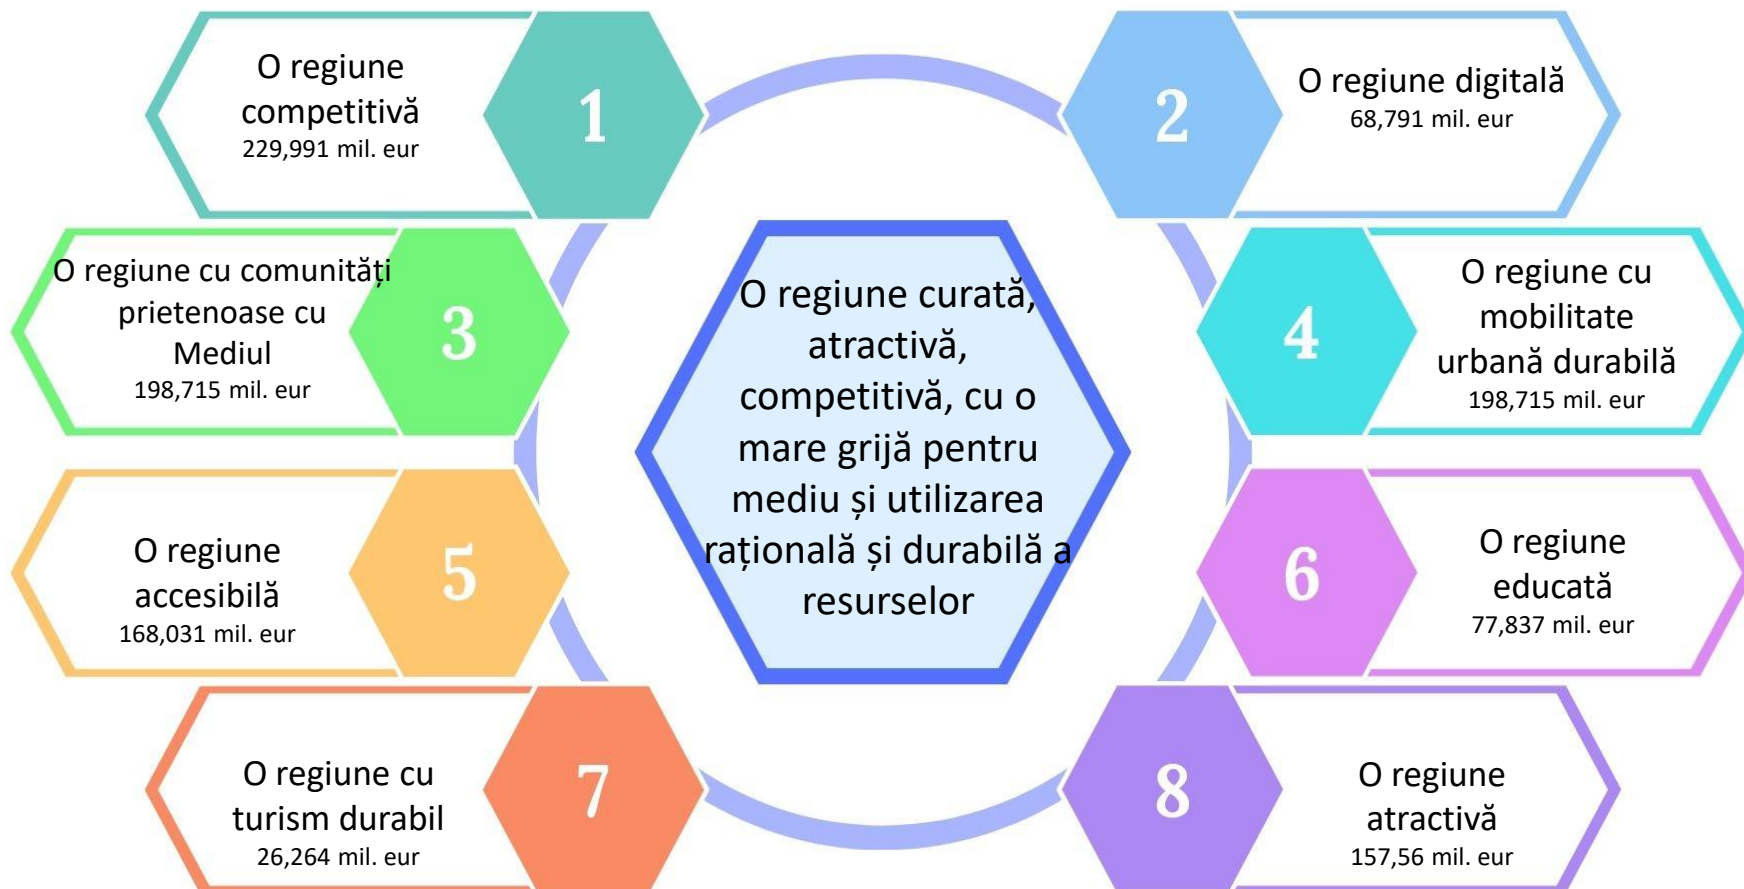 O regiune
competitivă
229,991 mil. eur
1
2
O regiune digitală
68,791 mil. eur
O regiune cu comunități
prietenoase cu
Mediul
198,715 mil. eur
3
O regiune curată,
atractivă,
competitivă, cu o
mare grijă pentru
mediu și utilizarea
rațională și durabilă a
resurselor
4
O regiune cu
mobilitate
urbană durabilă
198,715 mil. eur
O regiune
accesibilă
168,031 mil. eur
5
6
O regiune
educată
77,837 mil. eur
O regiune cu
turism durabil
26,264 mil. eur
7
8
O regiune
atractivă
157,56 mil. eur